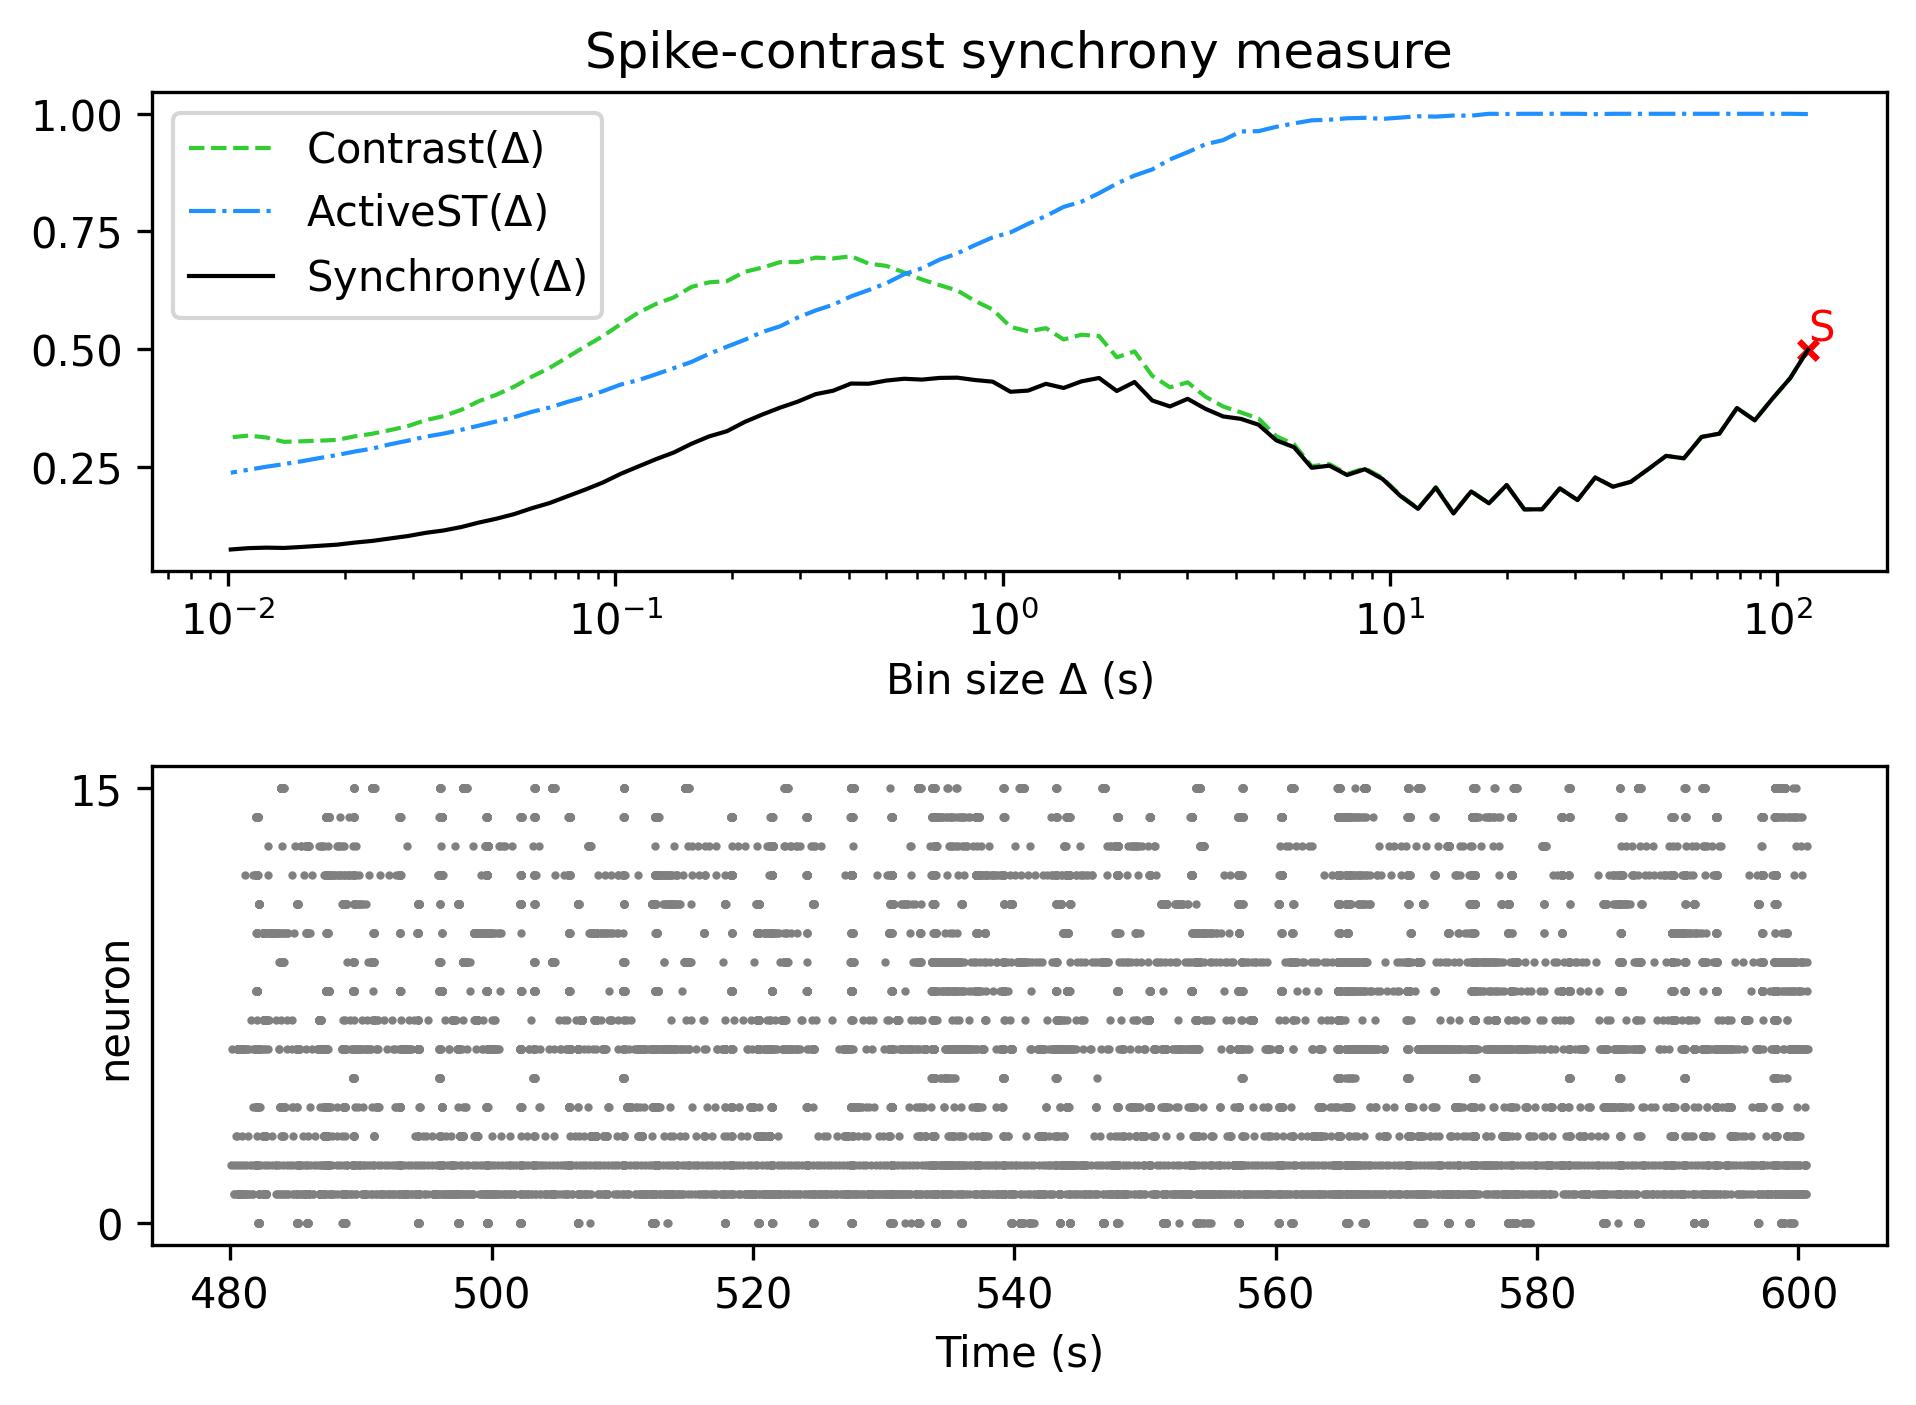 Spike-contrast synchrony measure
1.00
0.75
0.50
0.25
Contrast(Δ)
ActiveST(Δ)
Synchrony(Δ)
S
10⁻² 10⁻¹ 10⁰ 10¹ 10²
Bin size Δ (s)
15
0
neuron
480 500 520 540 560 580 600
Time (s)